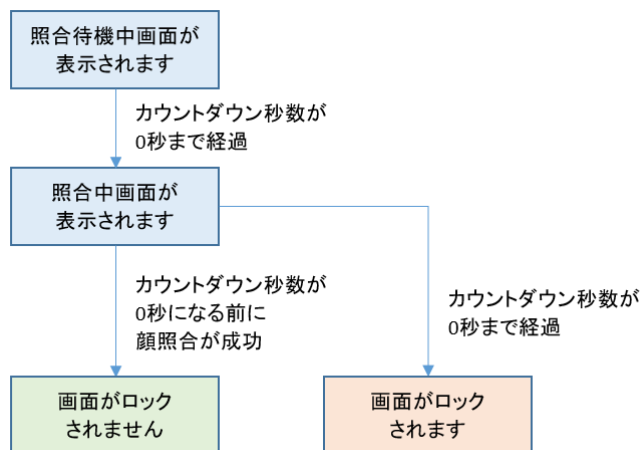 照合待機中画面が
表示されます
カウントダウン秒数が
0秒まで経過
照合中画面が
表示されます
カウントダウン秒数が
0秒になる前に
顔照合が成功
カウントダウン秒数が
0秒まで経過
画面がロック
されません
画面がロック
されます